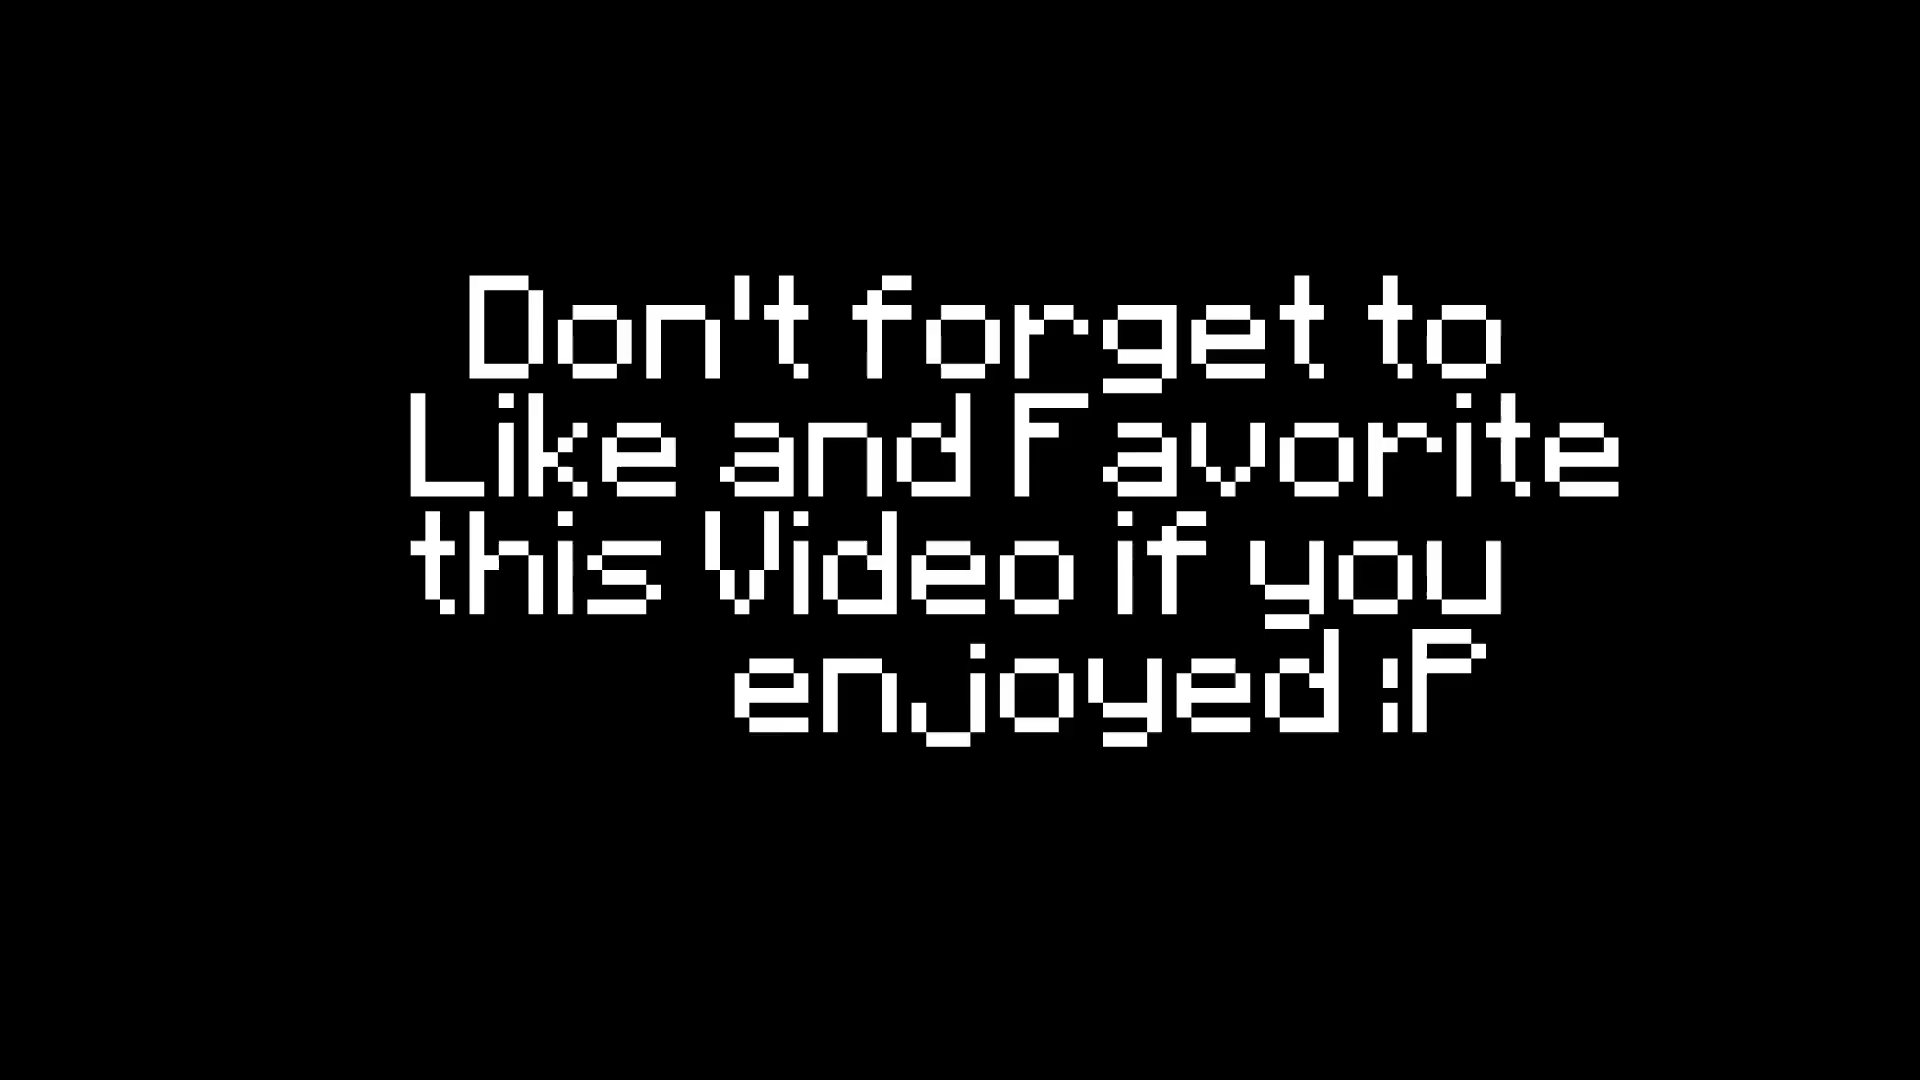 Don't forget to
Like and Favorite
this Video if you
enjoyed :P